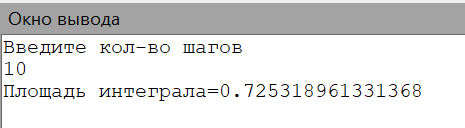 Окно вывода
Введите кол-во шагов
10
Площадь интеграла=0.725318961331368